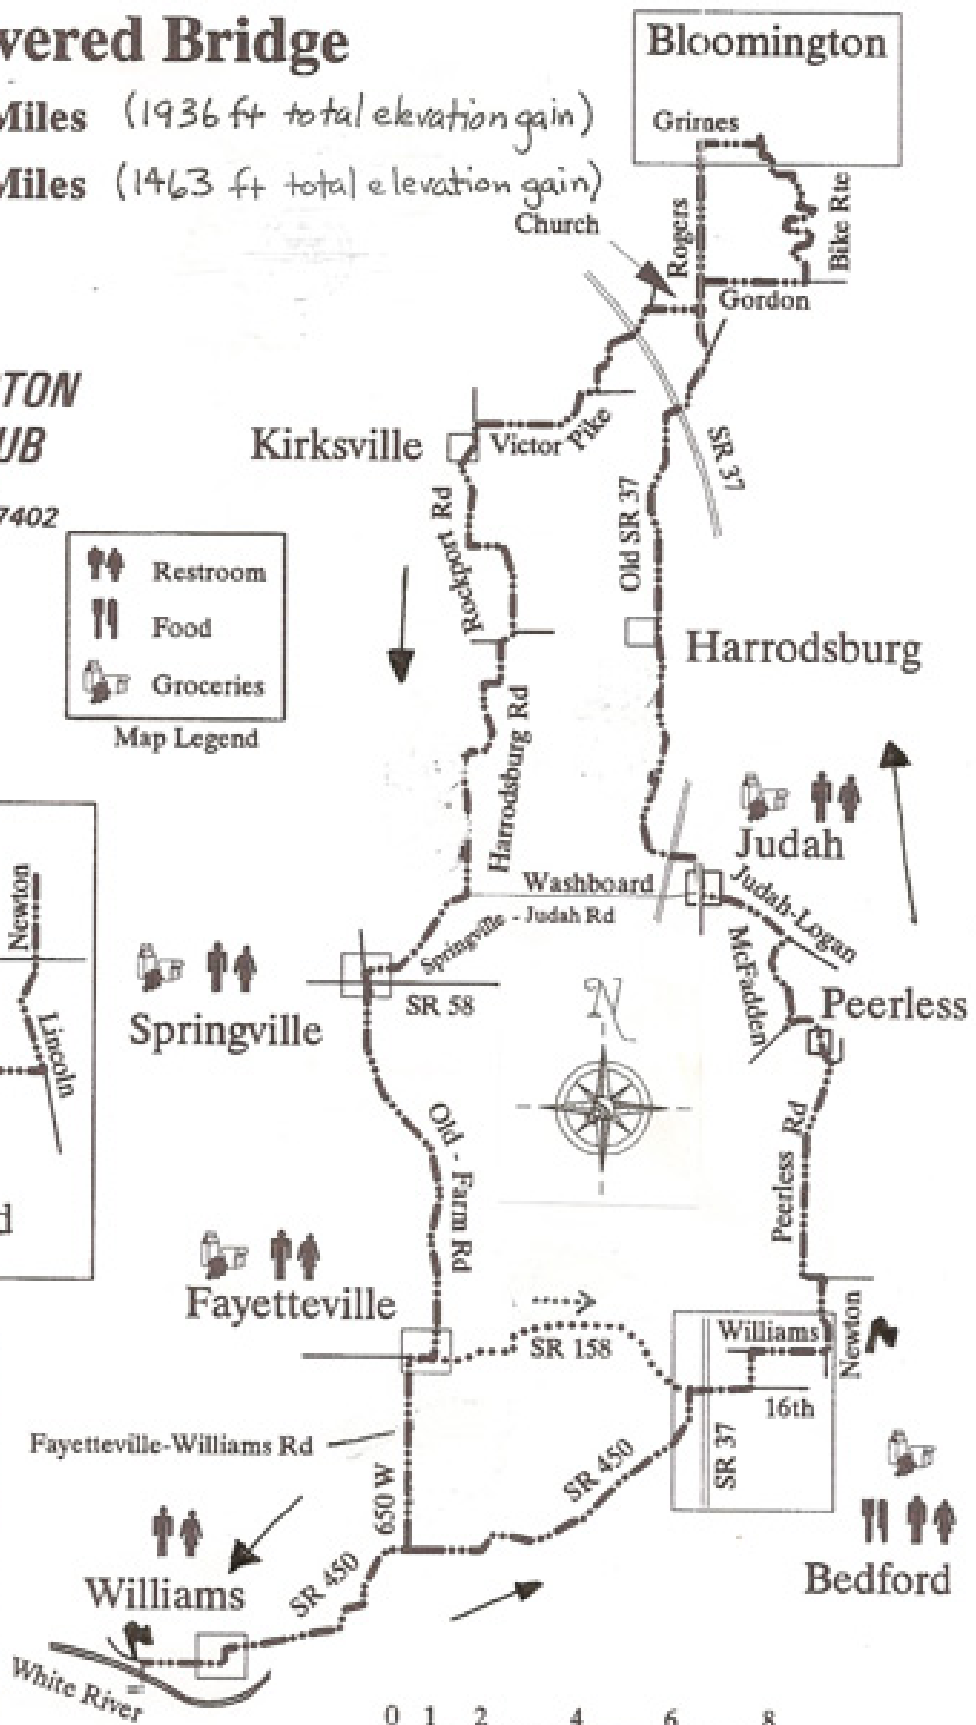 vered Bridge
Miles (1936 ft total elevation gain)
Miles (1463 ft total elevation gain)
Bloomington
Grimes
Church
Rogers
Bike Rte
Gordon
TON
UB
7402
Kirksville
Victor Pike
SR 37
Rockport Rd
Old SR 37
Restroom
Food
Groceries
Map Legend
Harrodsburg
Harrodsburg Rd
Judah
Washboard
Judah-Logan
Springville - Judah Rd
McFadden
Newton
Lincoln
d
Springville
SR 58
Peerless
N
Old - Farm Rd
Peerless Rd
Fayetteville
SR 158
Williams
Newton
16th
Fayetteville-Williams Rd
650 W
SR 450
SR 37
Williams
SR 450
Bedford
White River
0 1 2 4 6 8